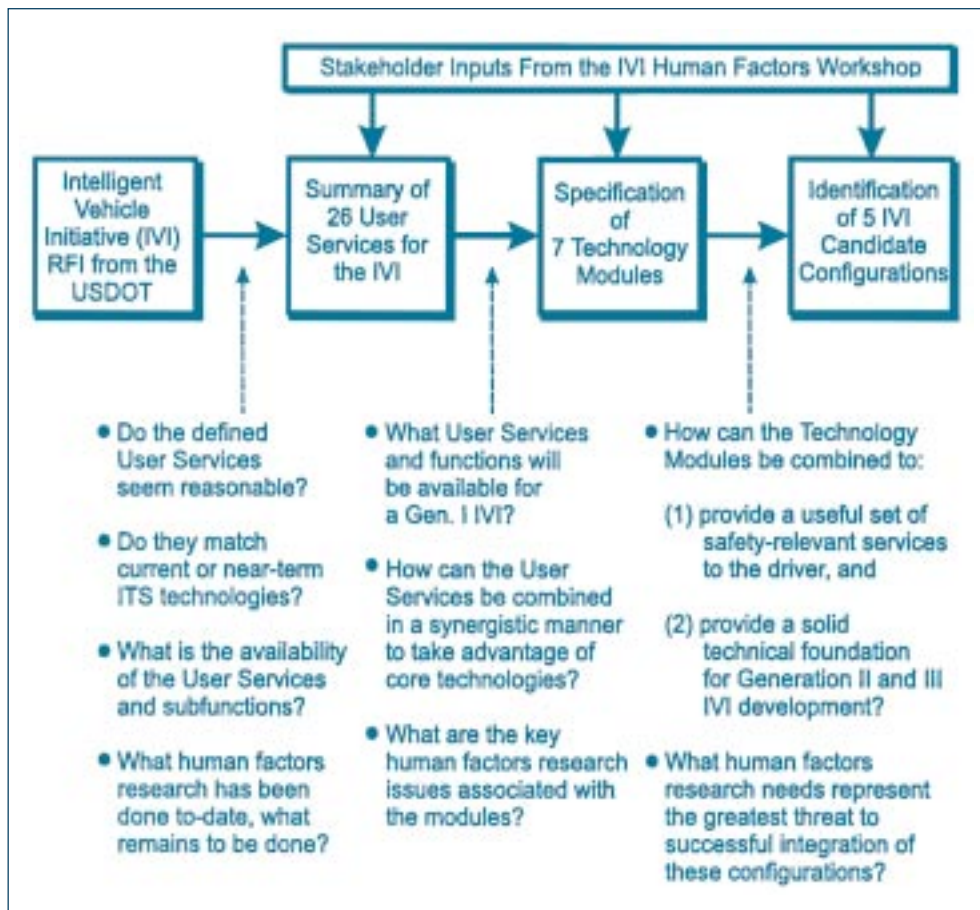 Stakeholder Inputs From the IVI Human Factors Workshop
Intelligent
Vehicle
Initiative (IVI)
RFI from the
USDOT
Summary of
26 User
Services for
the IVI
Specification
of
7 Technology
Modules
Identification
of 5 IVI
Candidate
Configurations
• Do the defined
User Services
seem reasonable?
• Do they match
current or near-term
ITS technologies?
• What is the availability
of the User Services
and subfunctions?
• What human factors
research has been
done to-date, what
remains to be done?
• What User Services
and functions will
be available for
a Gen. I IVI?
• How can the User
Services be combined
in a synergistic manner
to take advantage of
core technologies?
• What are the key
human factors research
issues associated with
the modules?
• How can the Technology
Modules be combined to:
(1) provide a useful set of
safety-relevant services
to the driver, and
(2) provide a solid
technical foundation
for Generation II and III
IVI development?
• What human factors
research needs represent
the greatest threat to
successful integration of
these configurations?